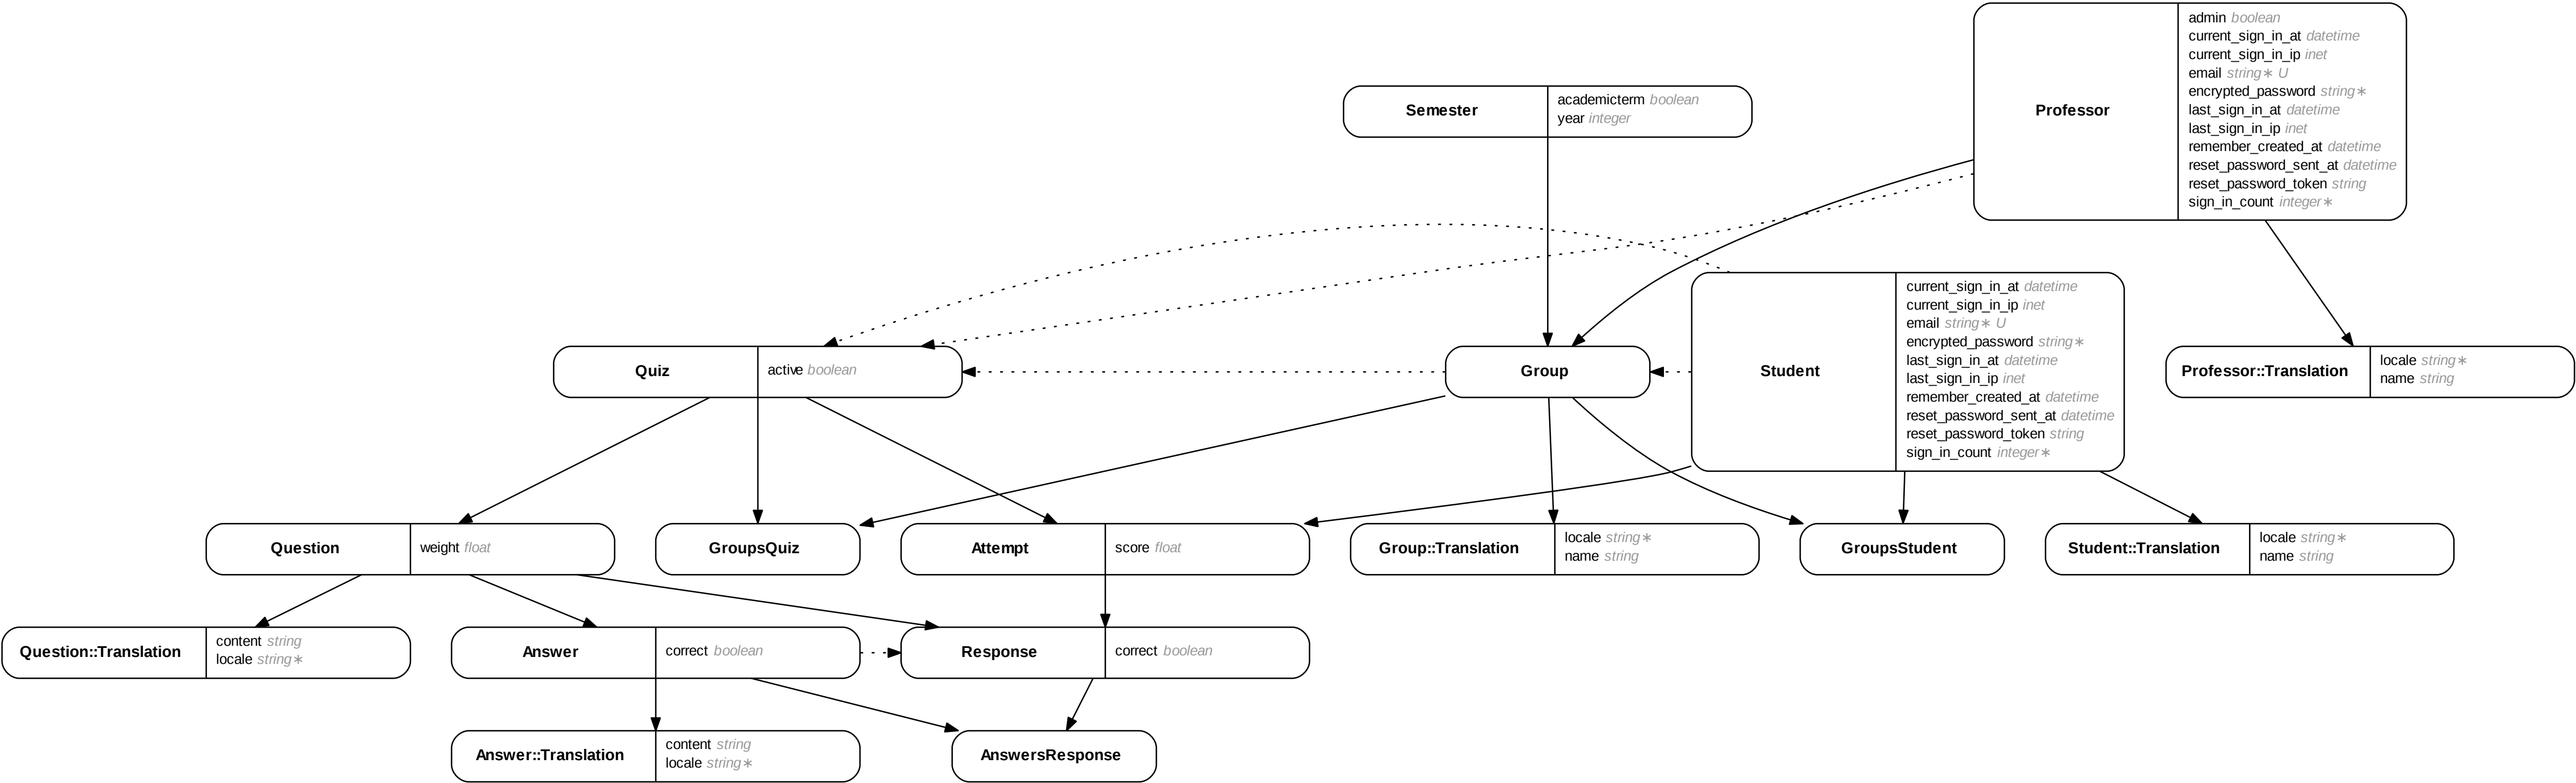 Professor
admin boolean
current_sign_in_at datetime
current_sign_in_ip inet
email string∗ U
encrypted_password string∗
last_sign_in_at datetime
last_sign_in_ip inet
remember_created_at datetime
reset_password_sent_at datetime
reset_password_token string
sign_in_count integer∗
Semester
academicterm boolean
year integer
Student
current_sign_in_at datetime
current_sign_in_ip inet
email string∗ U
encrypted_password string∗
last_sign_in_at datetime
last_sign_in_ip inet
remember_created_at datetime
reset_password_sent_at datetime
reset_password_token string
sign_in_count integer∗
Quiz
active boolean
Group
Professor::Translation
locale string∗
name string
Question
weight float
GroupsQuiz
Attempt
score float
Group::Translation
locale string∗
name string
GroupsStudent
Student::Translation
locale string∗
name string
Question::Translation
content string
locale string∗
Answer
correct boolean
Response
correct boolean
Answer::Translation
content string
locale string∗
AnswersResponse